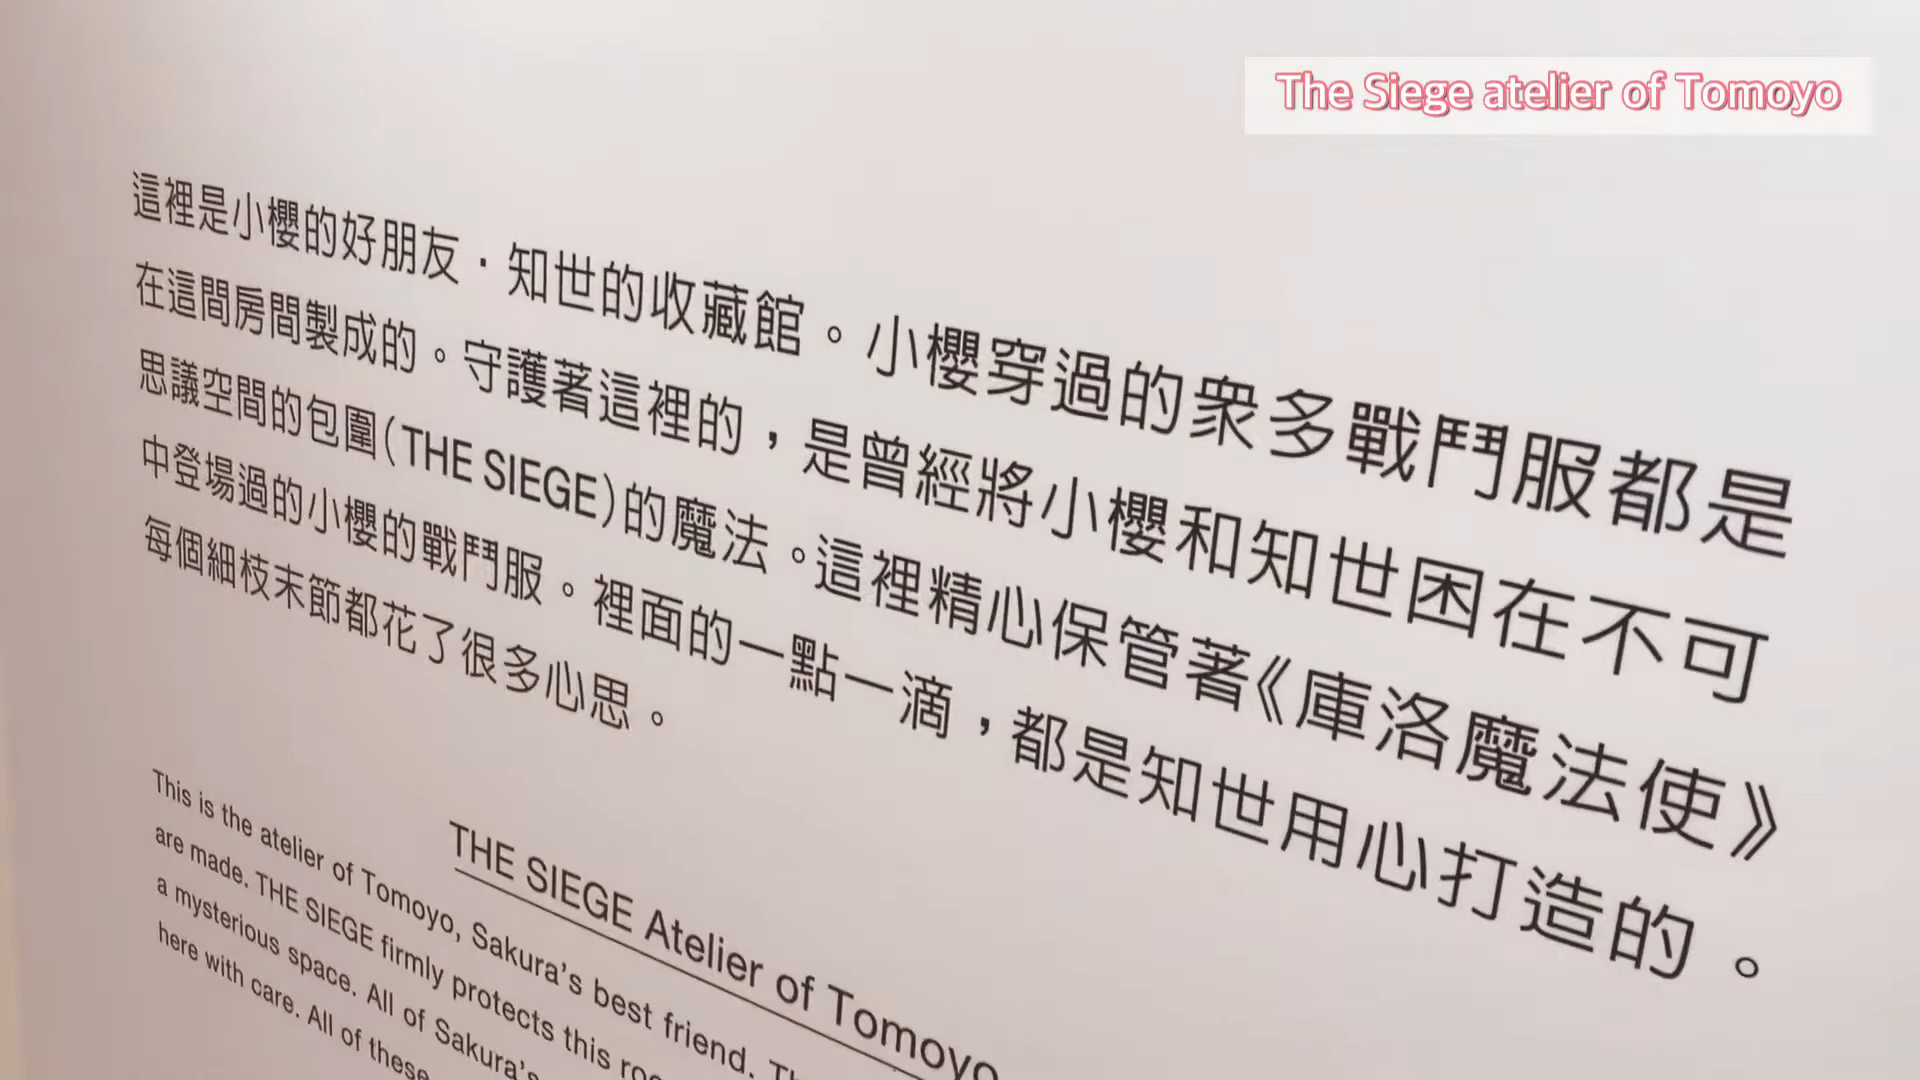 The Siege atelier of Tomoyo
這裡是小櫻的好朋友·知世的收藏館。小櫻穿過的衆多戰鬥服都是
在這間房間製成的。守護著這裡的，是曾經將小櫻和知世困在不可
思議空間的包圍(THE SIEGE)的魔法。這裡精心保管著《庫洛魔法使》
中登場過的小櫻的戰鬥服。裡面的一點一滴，都是知世用心打造的。
每個細枝末節都花了很多心思。
THE SIEGE Atelier of Tomoyo
This is the atelier of Tomoyo, Sakura's best friend.
are made. THE SIEGE firmly protects this
a mysterious space. All of Sakura's
here with care. All of these